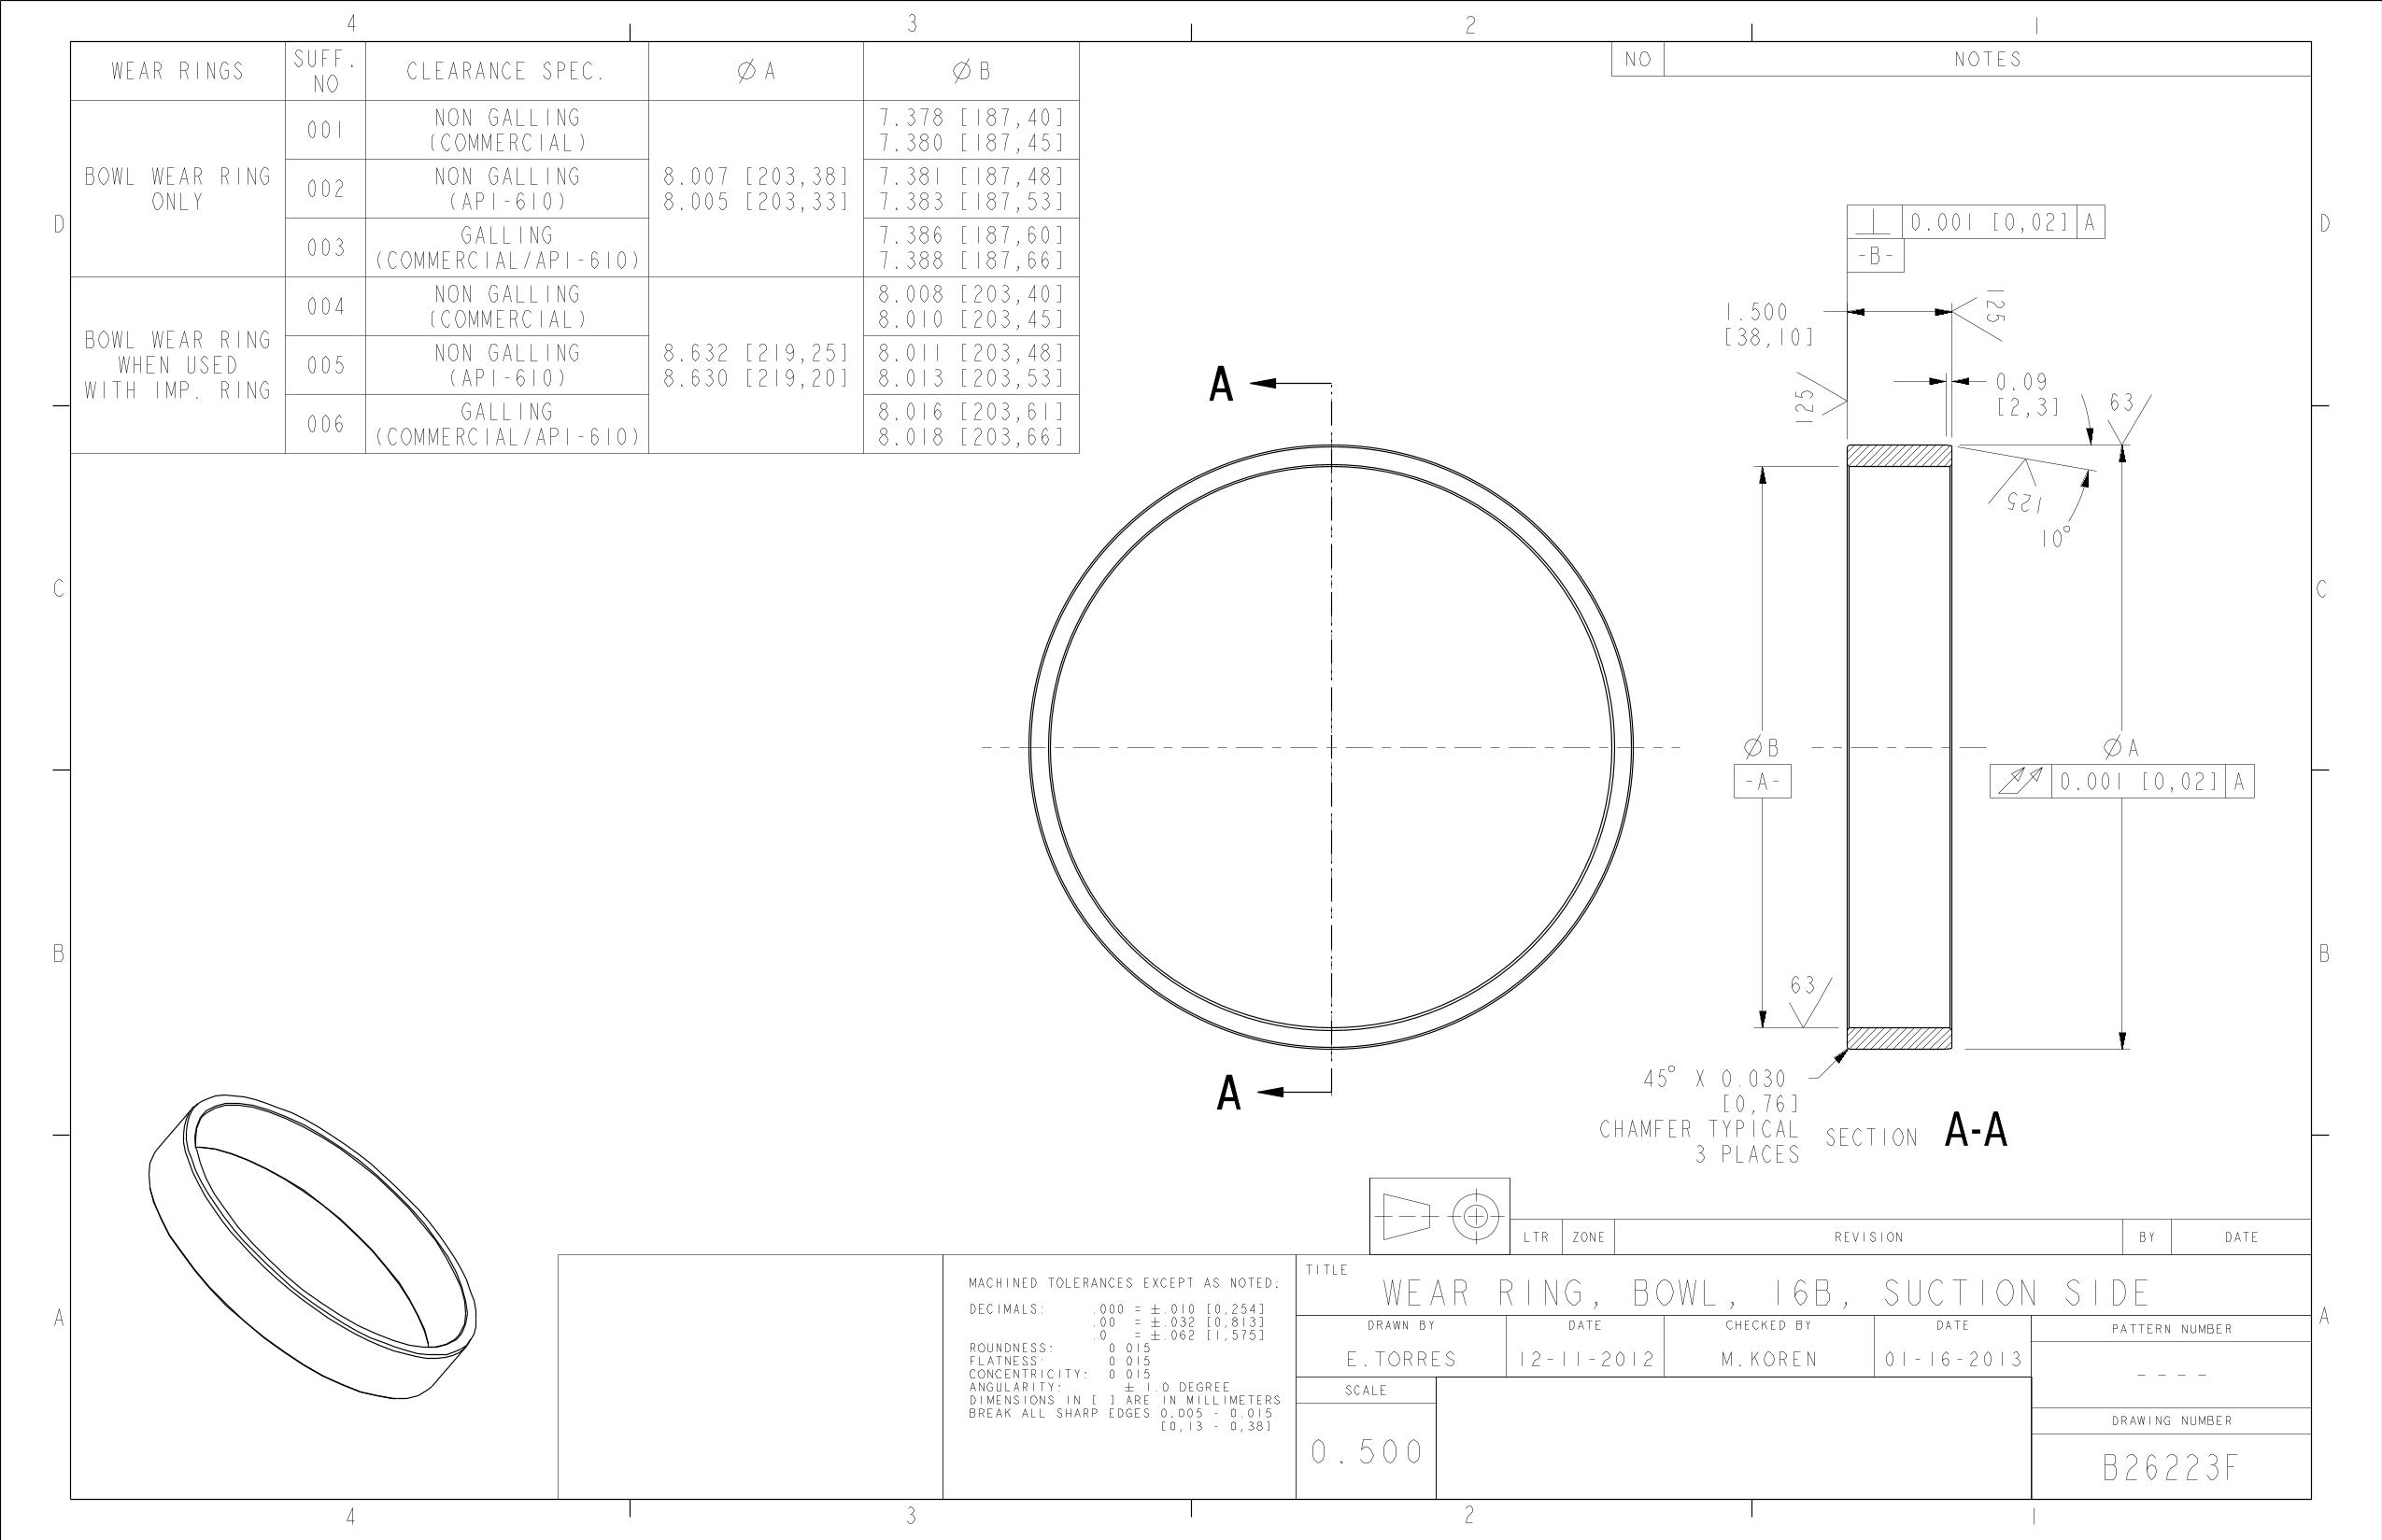 4 3 2 1
WEAR RINGS SUFF. NO CLEARANCE SPEC. Ø A Ø B
BOWL WEAR RING
ONLY
001 NON GALLING
(COMMERCIAL)
7.378 [187,40]
7.380 [187,45]
002 NON GALLING
(API-610)
8.007 [203,38]
8.005 [203,33]
7.381 [187,48]
7.383 [187,53]
003 GALLING
(COMMERCIAL/API-610)
7.386 [187,60]
7.388 [187,66]
BOWL WEAR RING
WHEN USED
WITH IMP. RING
004 NON GALLING
(COMMERCIAL)
8.008 [203,40]
8.010 [203,45]
005 NON GALLING
(API-610)
8.632 [219,25]
8.630 [219,20]
8.011 [203,48]
8.013 [203,53]
006 GALLING
(COMMERCIAL/API-610)
8.016 [203,61]
8.018 [203,66]
NO NOTES
D D
⊥ 0.001 [0,02] A
-B-
1.500
[38,10]
125
125
0.09
[2,3]
63
125
10°
A
C C
ØB
-A-
ØA
0.001 [0,02] A
B B
63
A
45° X 0.030
[0,76]
CHAMFER TYPICAL
3 PLACES
SECTION A-A
LTR ZONE REVISION BY DATE
A A
MACHINED TOLERANCES EXCEPT AS NOTED:
DECIMALS: .000 = ±.010 [0,254]
.00 = ±.032 [0,813]
.0 = ±.062 [1,575]
ROUNDNESS: 0.015
FLATNESS: 0.015
CONCENTRICITY: 0.015
ANGULARITY: ± 1.0 DEGREE
DIMENSIONS IN [ ] ARE IN MILLIMETERS
BREAK ALL SHARP EDGES 0.005 - 0.015
[0,13 - 0,38]
TITLE
WEAR RING, BOWL, 16B, SUCTION SIDE
DRAWN BY DATE CHECKED BY DATE PATTERN NUMBER
E.TORRES 12-11-2012 M.KOREN 01-16-2013 ----
SCALE
0.500
DRAWING NUMBER
B26223F
4 3 2 1